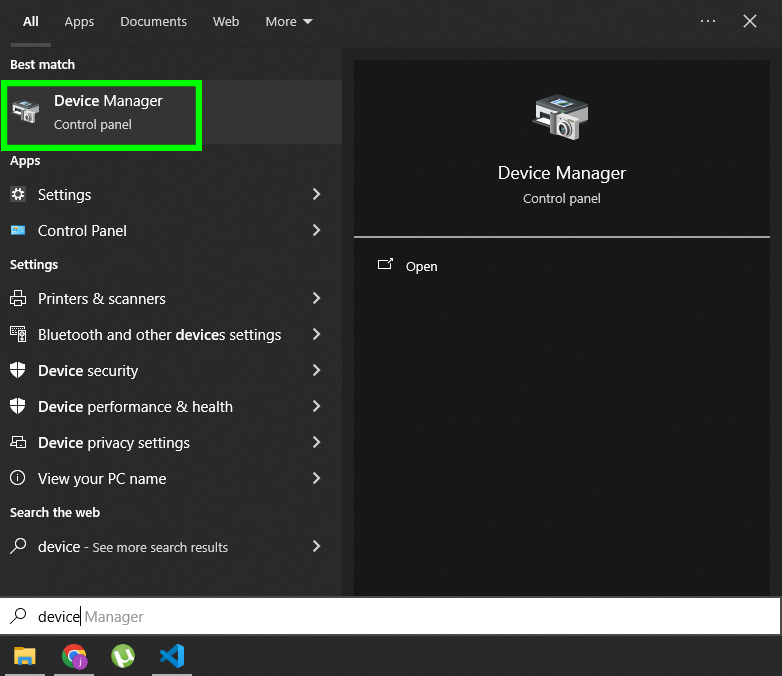 All Apps Documents Web More
Best match
Device Manager
Control panel
Apps
Settings
Control Panel
Settings
Printers & scanners
Bluetooth and other devices settings
Device security
Device performance & health
Device privacy settings
View your PC name
Search the web
device - See more search results
Device Manager
Control panel
Open
device Manager
j